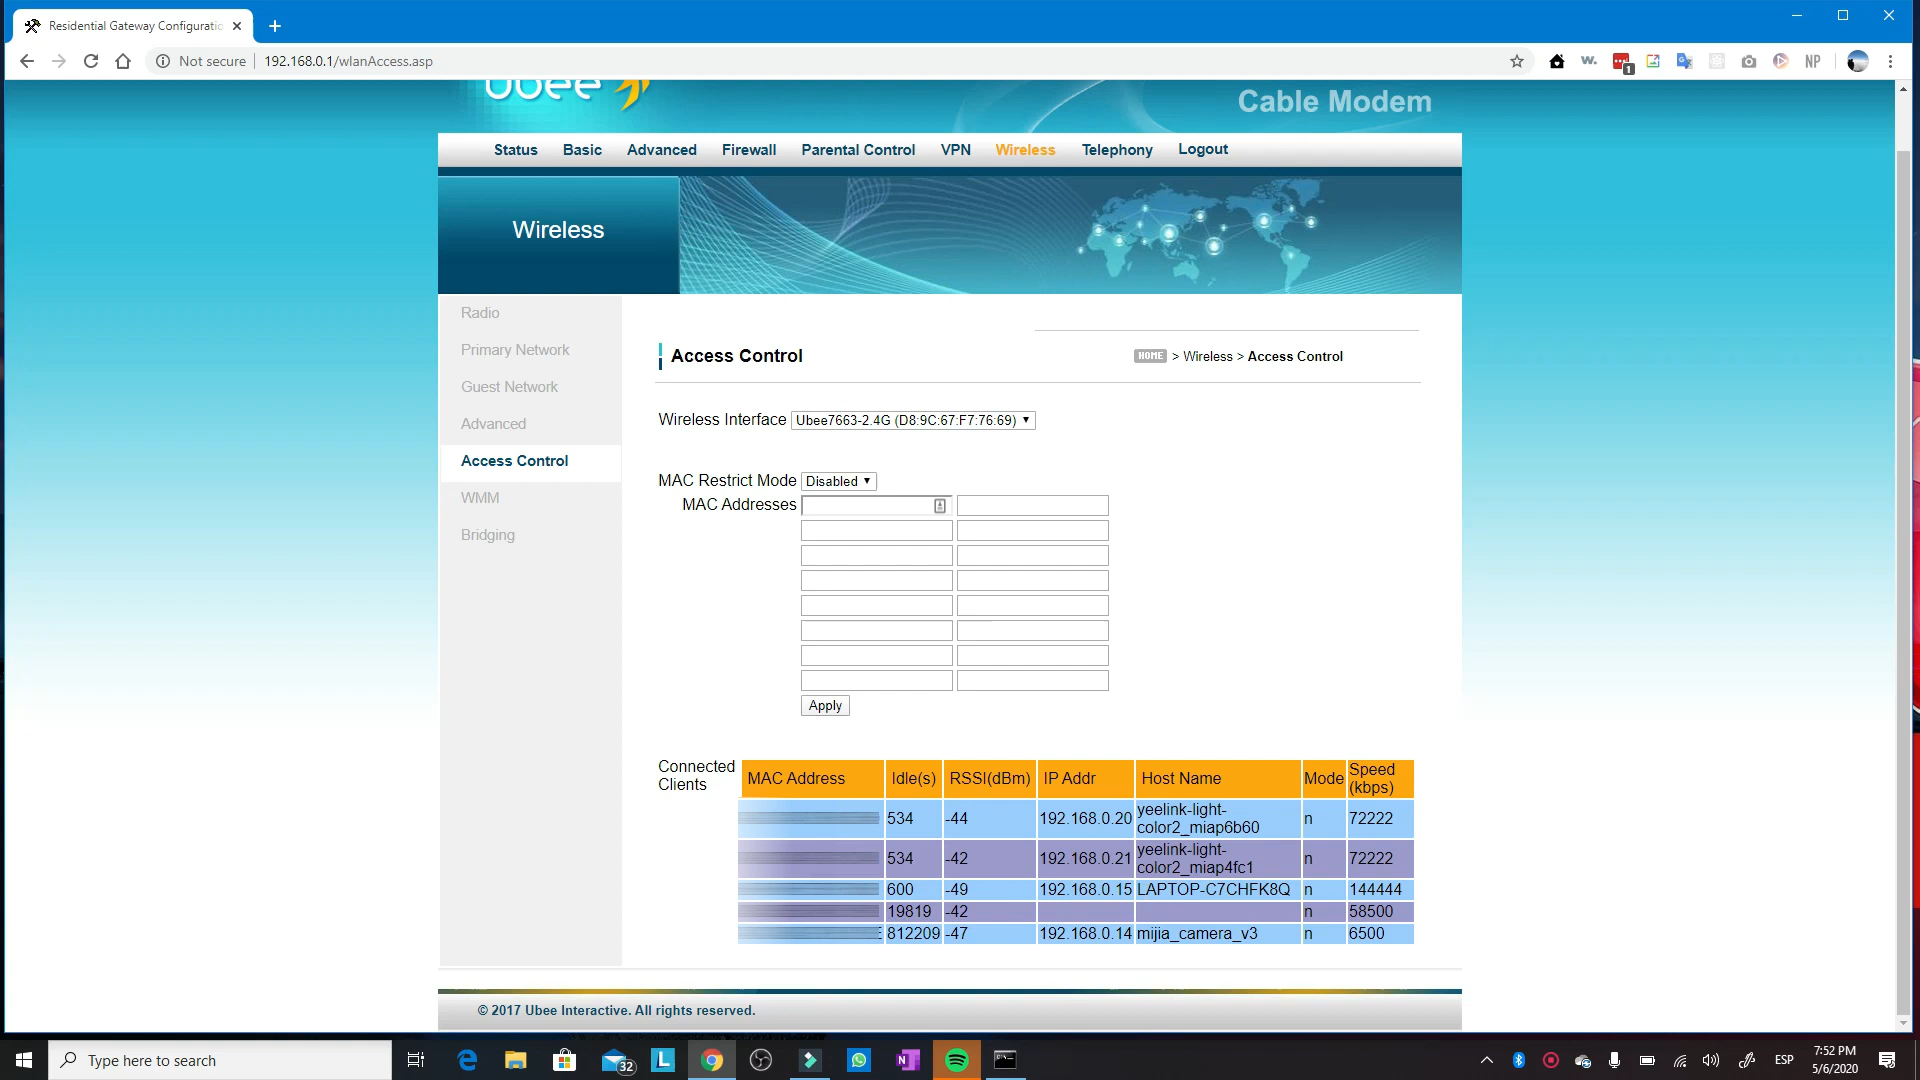 Residential Gateway Configuratio
Not secure
192.168.0.1/wlanAccess.asp
w.
1
NP
Ubee
Cable Modem
Status Basic Advanced Firewall Parental Control VPN Wireless Telephony Logout
Wireless
Radio
Primary Network
Guest Network
Advanced
Access Control
WMM
Bridging
Access Control
HOME > Wireless > Access Control
Wireless Interface Ubee7663-2.4G (D8:9C:67:F7:76:69)
MAC Restrict Mode Disabled
MAC Addresses
Apply
Connected Clients
MAC Address Idle(s) RSSI(dBm) IP Addr Host Name Mode Speed (kbps)
534 -44 192.168.0.20 yeelink-light-color2_miap6b60 n 72222
534 -42 192.168.0.21 yeelink-light-color2_miap4fc1 n 72222
600 -49 192.168.0.15 LAPTOP-C7CHFK8Q n 144444
19819 -42 n 58500
812209 -47 192.168.0.14 mijia_camera_v3 n 6500
© 2017 Ubee Interactive. All rights reserved.
Type here to search
32
L
ESP
7:52 PM
5/6/2020